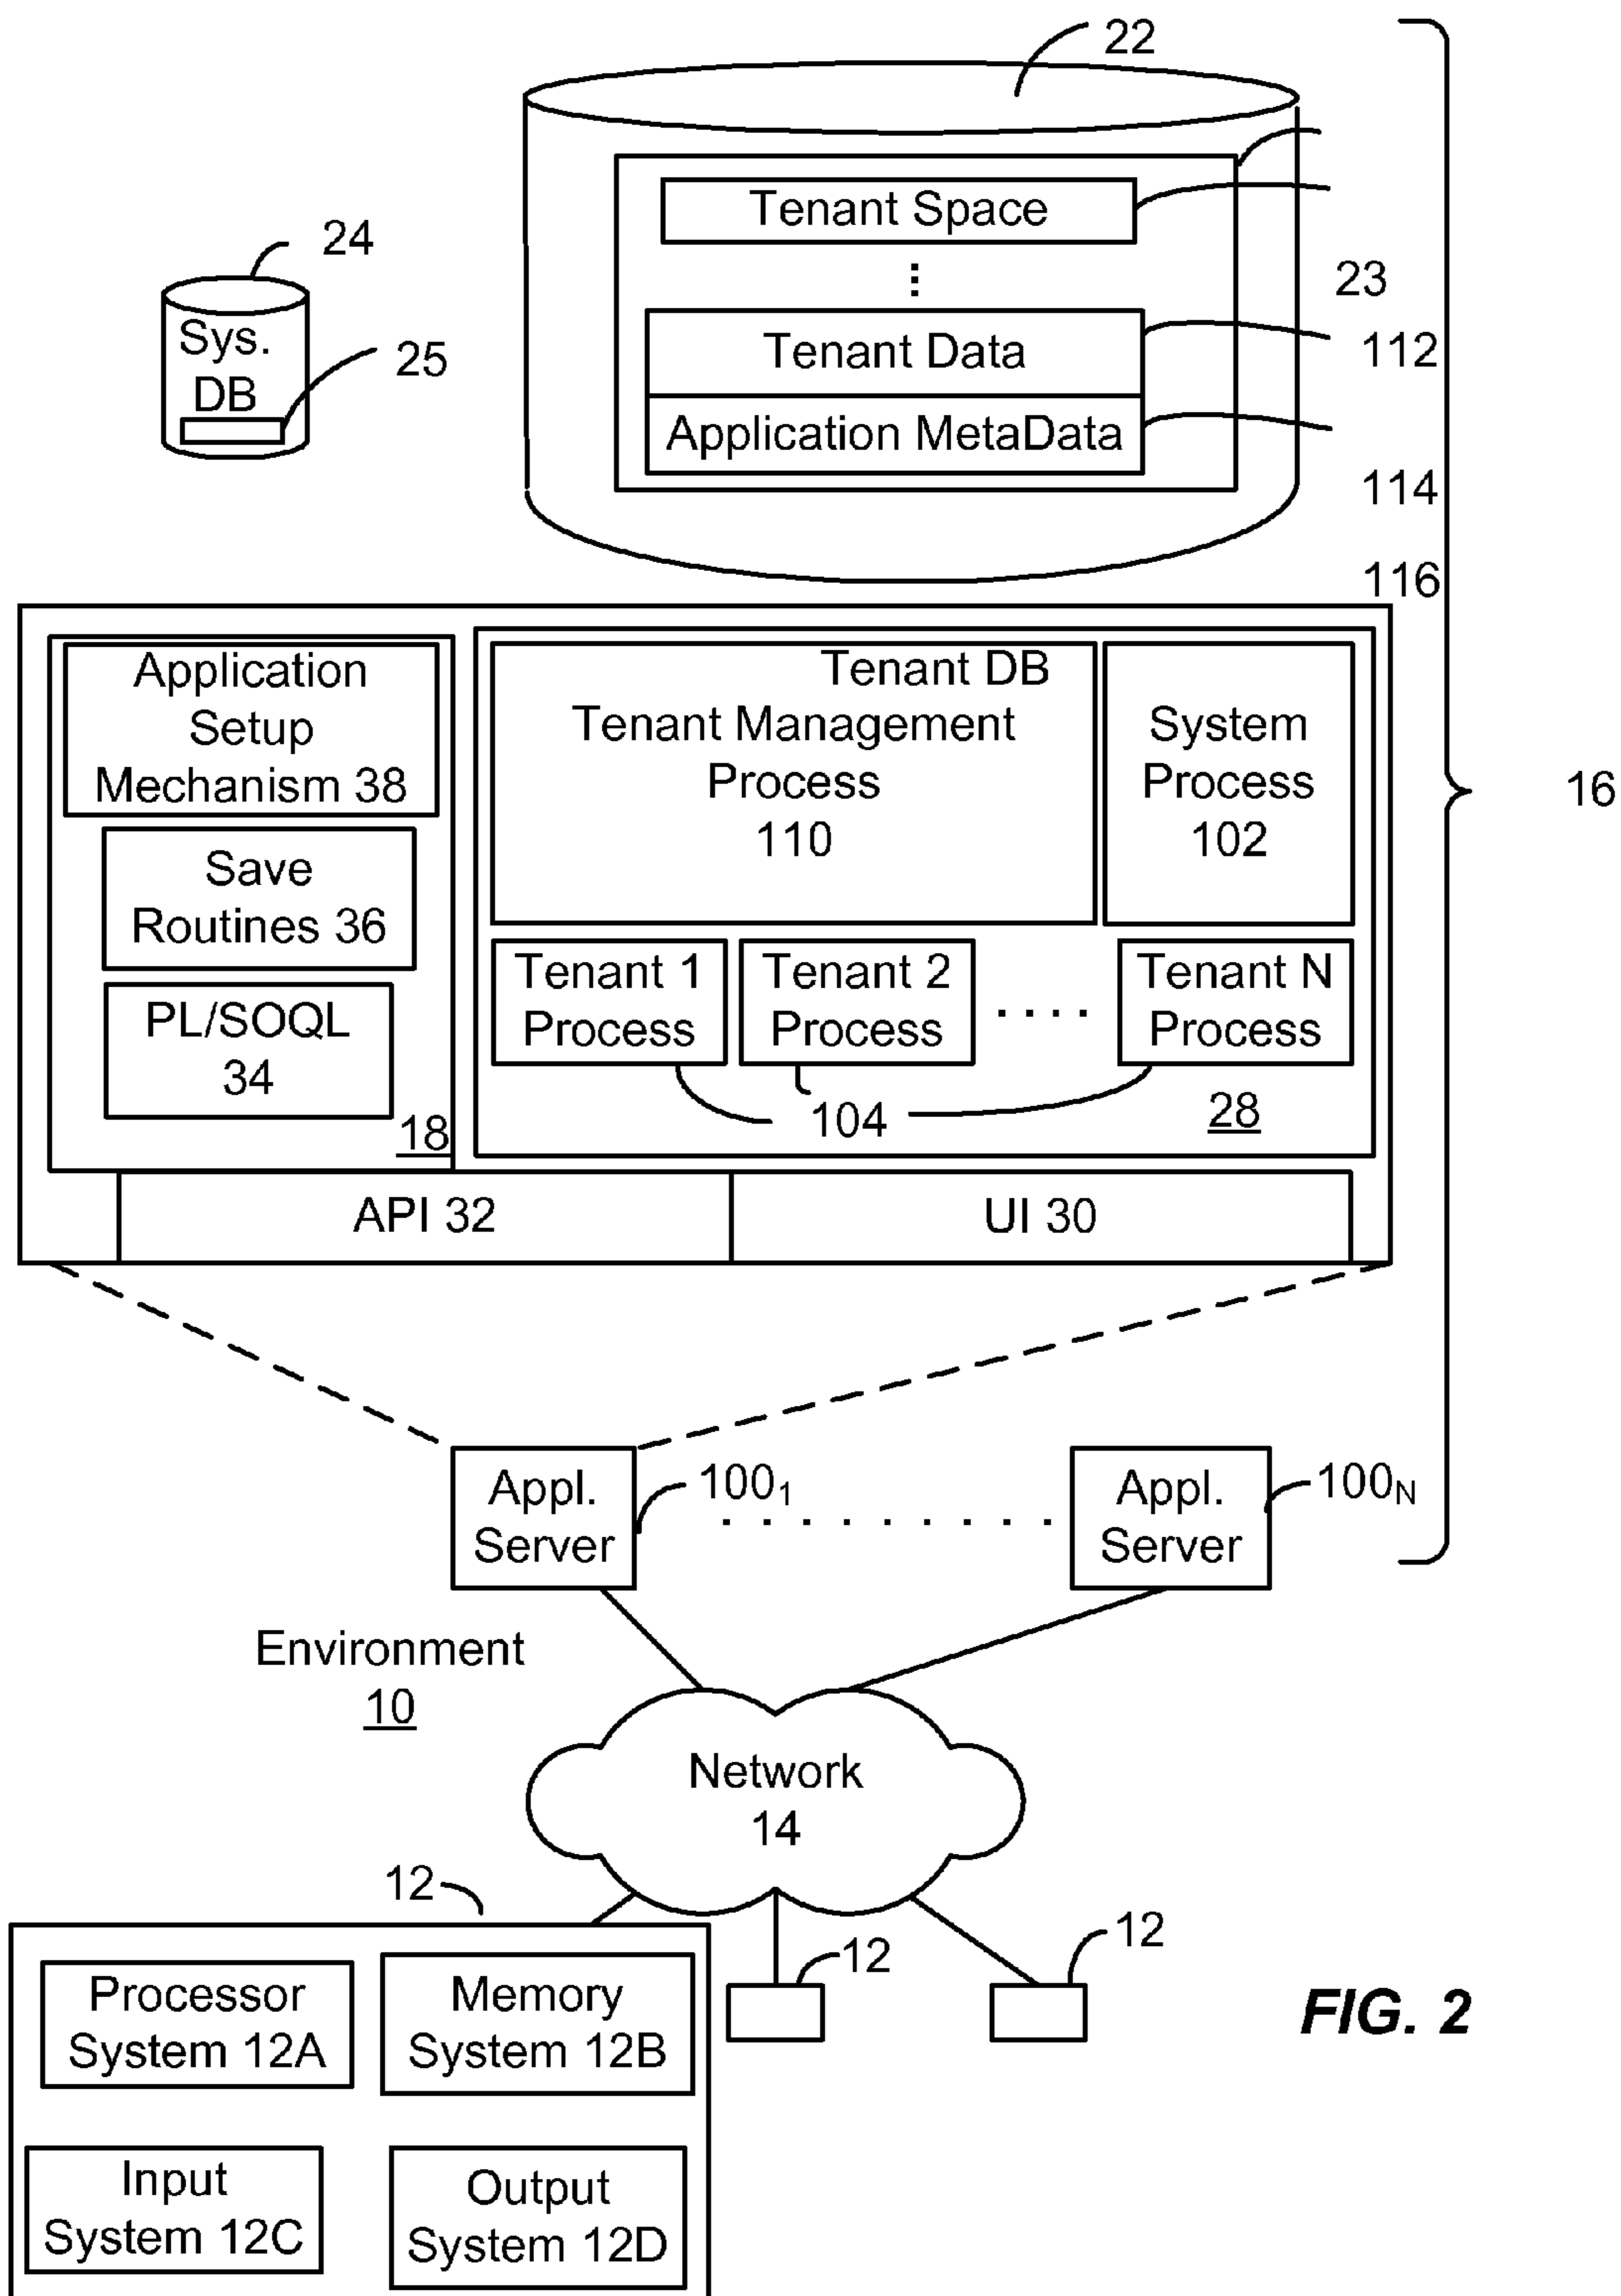 22
Tenant Space
24
23
Sys.
DB
25
Tenant Data
112
Application MetaData
114
116
Application
Setup
Mechanism 38
Tenant DB
Tenant Management
Process
110
System
Process
102
16
Save
Routines 36
Tenant 1
Process
Tenant 2
Process
Tenant N
Process
PL/SOQL
34
18
104
28
API 32
UI 30
Appl.
Server
100₁
Appl.
Server
100N
Environment
10
Network
14
12
12
12
Processor
System 12A
Memory
System 12B
FIG. 2
Input
System 12C
Output
System 12D